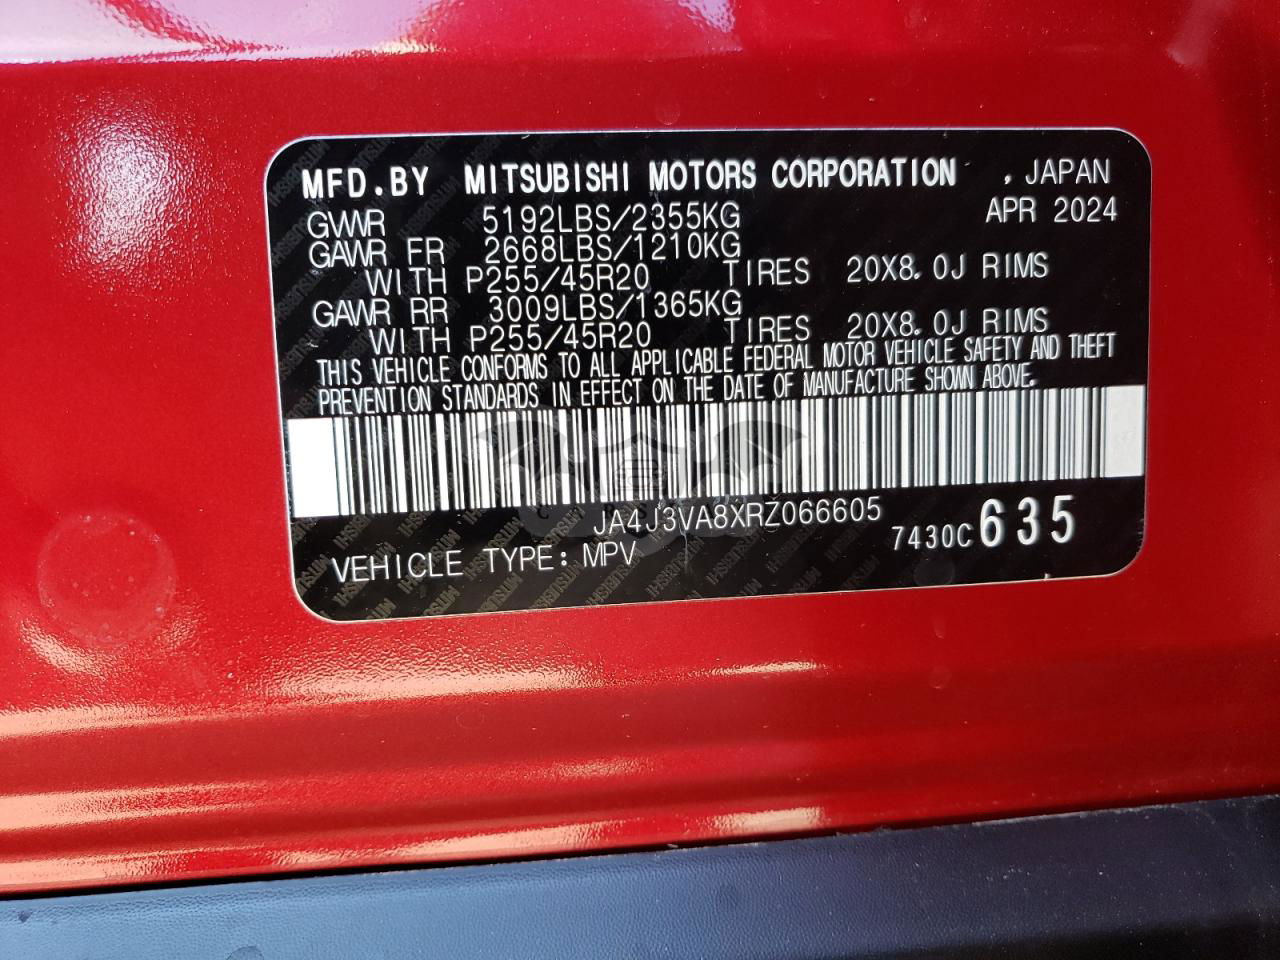 MFD.BY MITSUBISHI MOTORS CORPORATION , JAPAN
GVWR 5192LBS/2355KG APR 2024
GAWR FR 2668LBS/1210KG
WITH P255/45R20 TIRES 20X8.0J RIMS
GAWR RR 3009LBS/1365KG
WITH P255/45R20 TIRES 20X8.0J RIMS
THIS VEHICLE CONFORMS TO ALL APPLICABLE FEDERAL MOTOR VEHICLE SAFETY AND THEFT
PREVENTION STANDARDS IN EFFECT ON THE DATE OF MANUFACTURE SHOWN ABOVE.
JA4J3VA8XRZ066605
7430C 635
VEHICLE TYPE: MPV